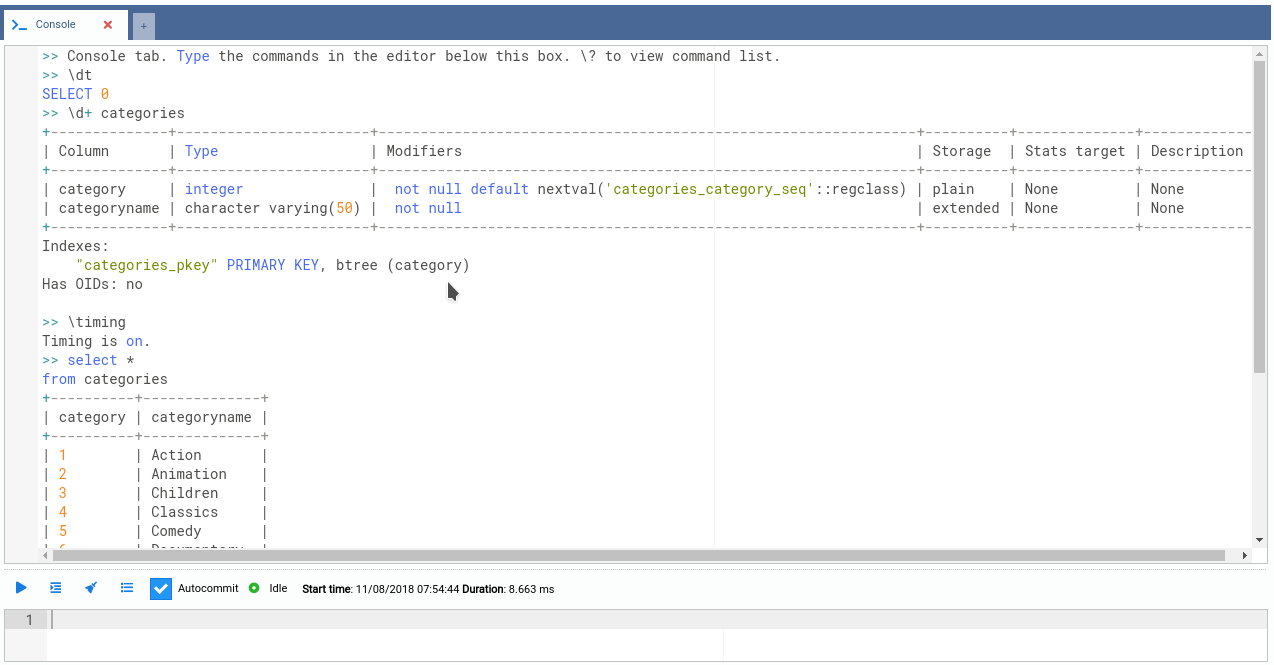 Console
+
>> Console tab. Type the commands in the editor below this box. \? to view command list.
>> \dt
SELECT 0
>> \d+ categories
+--------------+-----------------------+----------------------------------------------------------------+----------+--------------+-------------
| Column       | Type                  | Modifiers                                                      | Storage  | Stats target | Description
+--------------+-----------------------+----------------------------------------------------------------+----------+--------------+-------------
| category     | integer               |  not null default nextval('categories_category_seq'::regclass) | plain    | None         | None
| categoryname | character varying(50) |  not null                                                      | extended | None         | None
+--------------+-----------------------+----------------------------------------------------------------+----------+--------------+-------------
Indexes:
    "categories_pkey" PRIMARY KEY, btree (category)
Has OIDs: no
>> \timing
Timing is on.
>> select *
from categories
+----------+--------------+
| category | categoryname |
+----------+--------------+
| 1        | Action       |
| 2        | Animation    |
| 3        | Children     |
| 4        | Classics     |
| 5        | Comedy       |
Autocommit Idle Start time: 11/08/2018 07:54:44 Duration: 8.663 ms
1